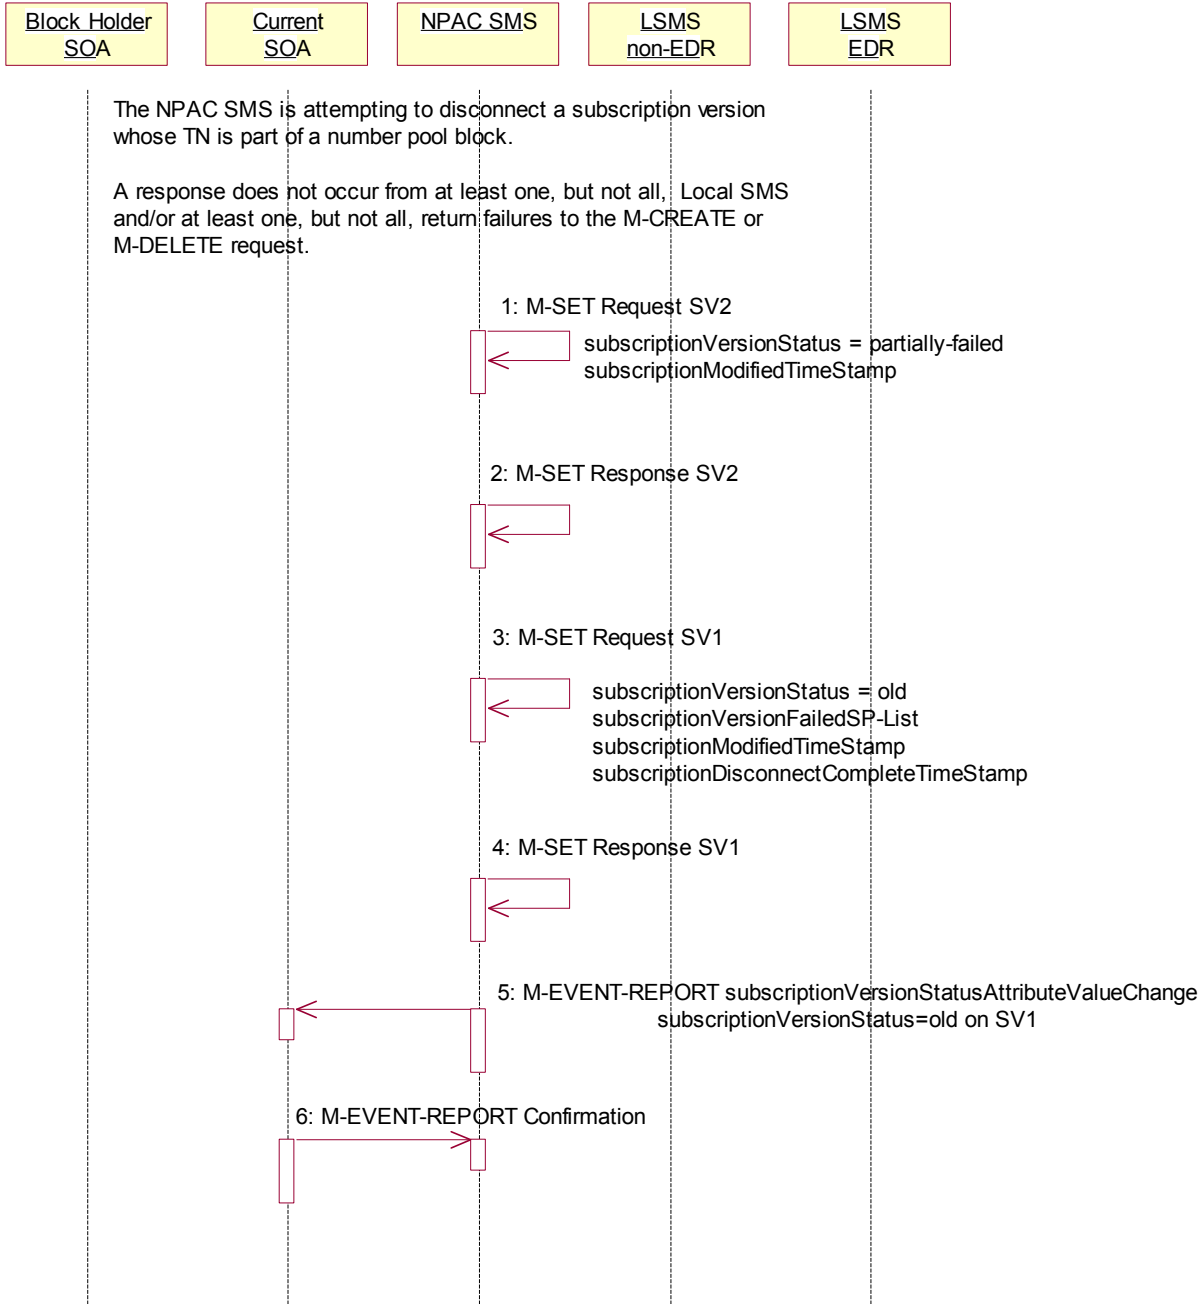 Block Holder
SOA
Current
SOA
NPAC SMS
LSMS
non-EDR
LSMS
EDR
The NPAC SMS is attempting to disconnect a subscription version
whose TN is part of a number pool block.
A response does not occur from at least one, but not all,  Local SMS
and/or at least one, but not all, return failures to the M-CREATE or
M-DELETE request.
1: M-SET Request SV2
subscriptionVersionStatus = partially-failed
subscriptionModifiedTimeStamp
2: M-SET Response SV2
3: M-SET Request SV1
subscriptionVersionStatus = old
subscriptionVersionFailedSP-List
subscriptionModifiedTimeStamp
subscriptionDisconnectCompleteTimeStamp
4: M-SET Response SV1
5: M-EVENT-REPORT subscriptionVersionStatusAttributeValueChange
subscriptionVersionStatus=old on SV1
6: M-EVENT-REPORT Confirmation